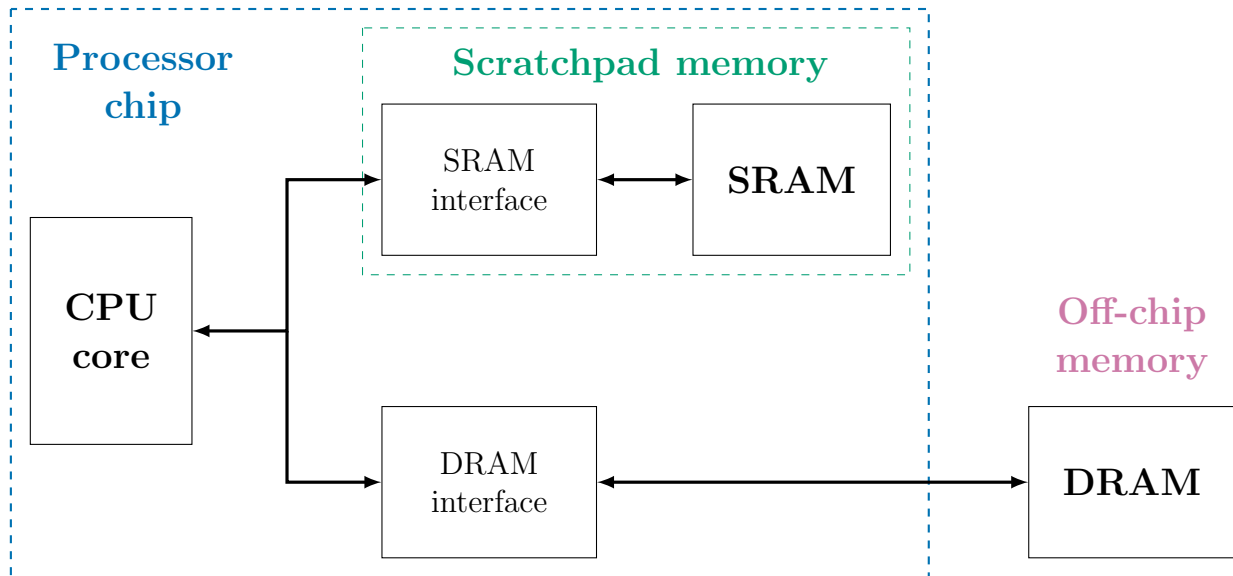 Processor
chip
Scratchpad memory
SRAM
interface
SRAM
CPU
core
Off-chip
memory
DRAM
interface
DRAM